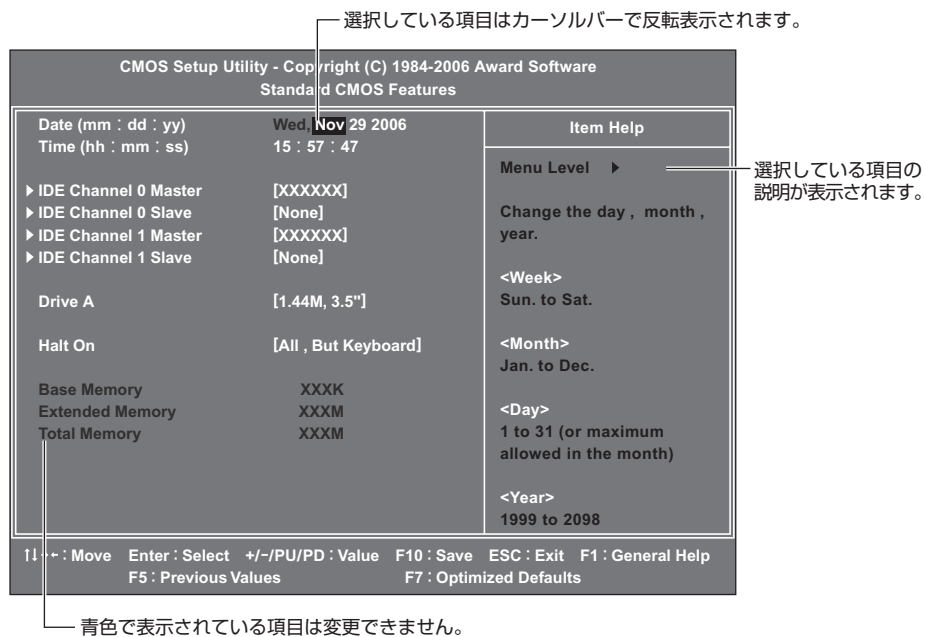 選択している項目はカーソルバーで反転表示されます。
CMOS Setup Utility - Copyright (C) 1984-2006 Award Software
Standard CMOS Features
Date (mm : dd : yy) Wed, Nov 29 2006
Time (hh : mm : ss) 15 : 57 : 47
IDE Channel 0 Master [XXXXXX]
IDE Channel 0 Slave [None]
IDE Channel 1 Master [XXXXXX]
IDE Channel 1 Slave [None]
Drive A [1.44M, 3.5"]
Halt On [All , But Keyboard]
Base Memory XXXK
Extended Memory XXXM
Total Memory XXXM
Item Help
Menu Level ▶
Change the day , month ,
year.
<Week>
Sun. to Sat.
<Month>
Jan. to Dec.
<Day>
1 to 31 (or maximum
allowed in the month)
<Year>
1999 to 2098
選択している項目の
説明が表示されます。
↑↓→← : Move Enter : Select +/-/PU/PD : Value F10 : Save ESC : Exit F1 : General Help
F5 : Previous Values F7 : Optimized Defaults
青色で表示されている項目は変更できません。